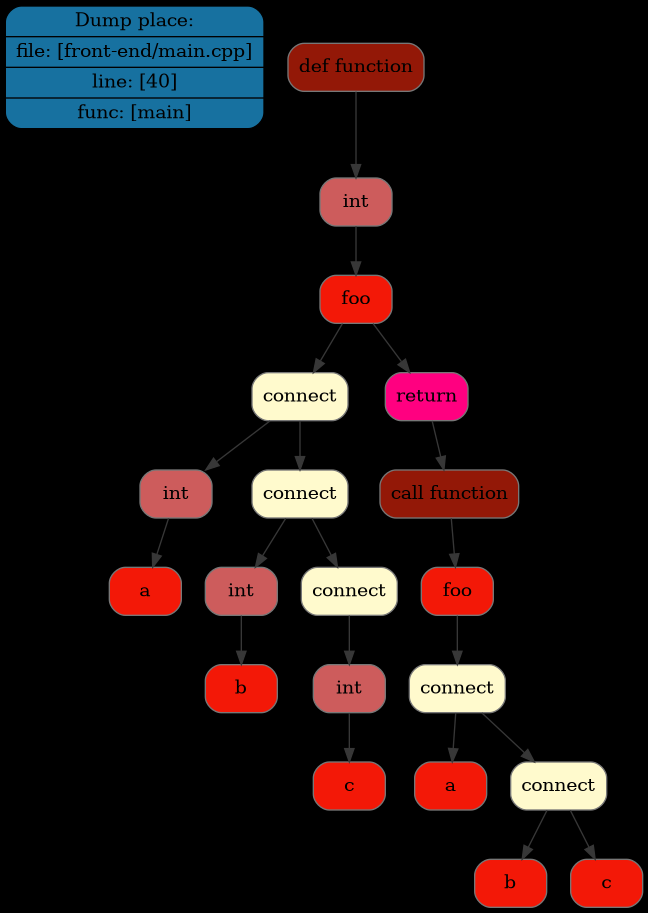 Dump place:
file: [front-end/main.cpp]
line: [40]
func: [main]
def function
int
foo
connect
return
int
connect
call function
a
int
connect
foo
b
int
connect
c
a
connect
b
c